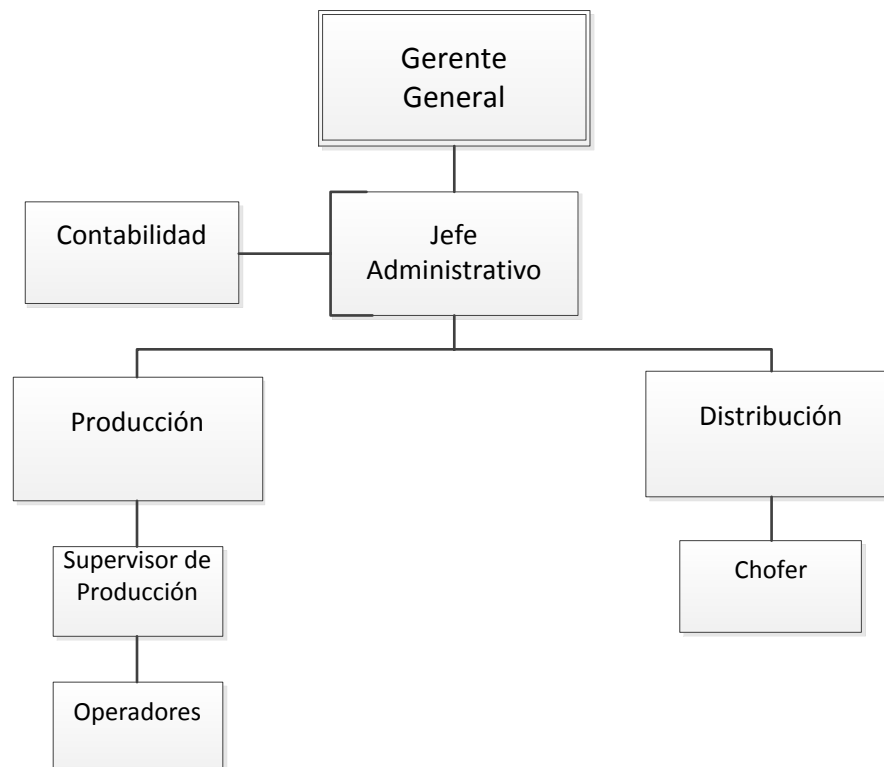 Gerente
General
Contabilidad
Jefe
Administrativo
Producción
Distribución
Supervisor de
Producción
Chofer
Operadores